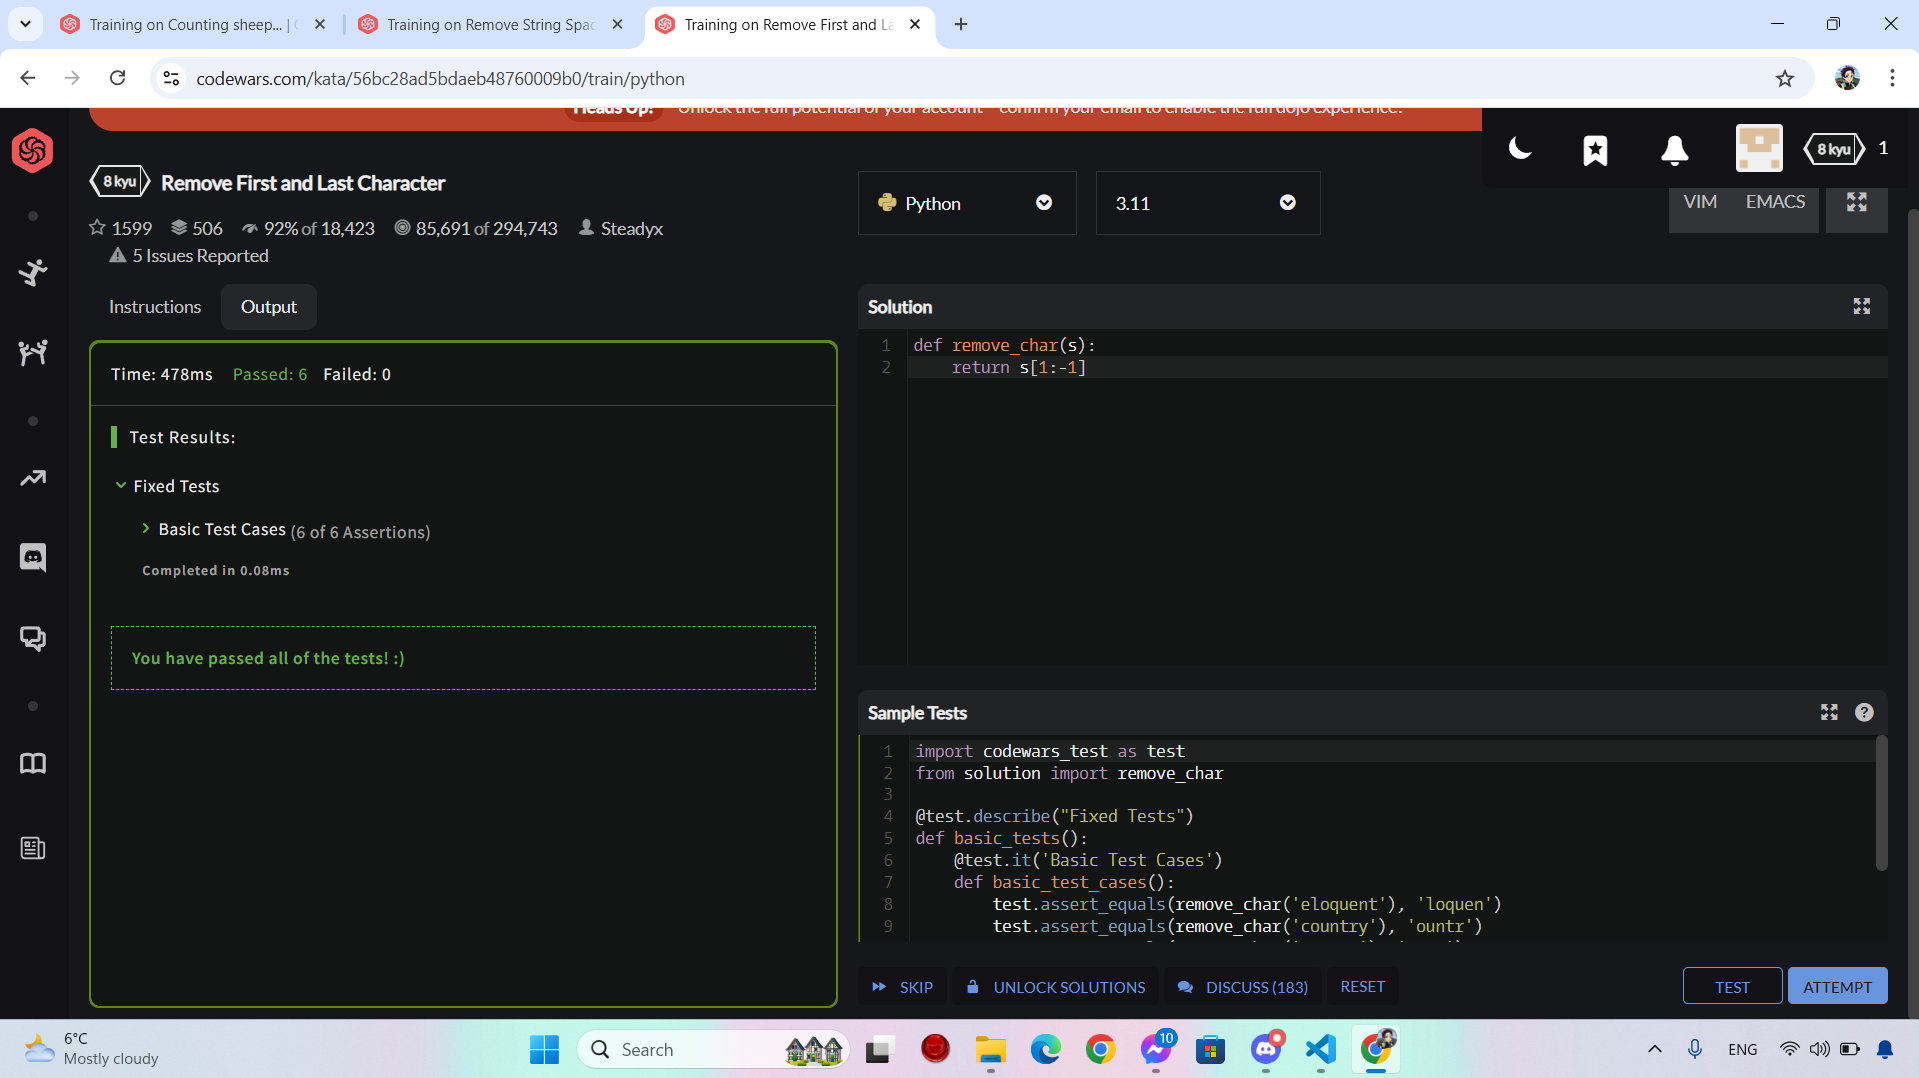 Training on Counting sheep... | C
Training on Remove String Spac
Training on Remove First and La
codewars.com/kata/56bc28ad5bdaeb48760009b0/train/python
Heads Up! Unlock the full potential of your account - confirm your email to enable the full dojo experience.
8 kyu 1
8 kyu Remove First and Last Character
1599 506 92% of 18,423 85,691 of 294,743 Steadyx
5 Issues Reported
Python
3.11
VIM EMACS
Instructions Output
Time: 478ms Passed: 6 Failed: 0
Test Results:
Fixed Tests
Basic Test Cases (6 of 6 Assertions)
Completed in 0.08ms
You have passed all of the tests! :)
Solution
1 def remove_char(s):
2     return s[1:-1]
Sample Tests
1 import codewars_test as test
2 from solution import remove_char
3
4 @test.describe("Fixed Tests")
5 def basic_tests():
6     @test.it('Basic Test Cases')
7     def basic_test_cases():
8         test.assert_equals(remove_char('eloquent'), 'loquen')
9         test.assert_equals(remove_char('country'), 'ountr')
SKIP UNLOCK SOLUTIONS DISCUSS (183) RESET TEST ATTEMPT
6°C
Mostly cloudy
Search
10
ENG